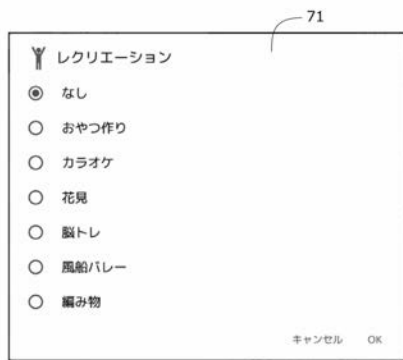 71
レクリエーション
なし
おやつ作り
カラオケ
花見
脳トレ
風船バレー
編み物
キャンセル OK